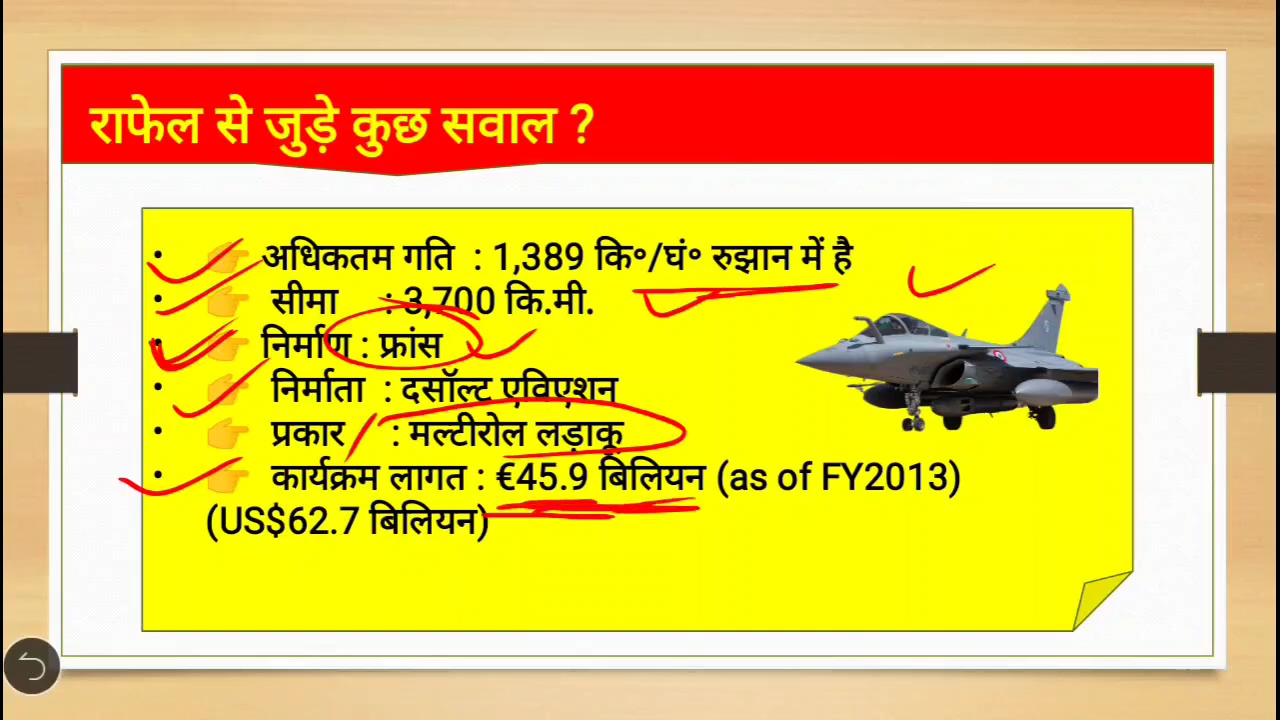 राफेल से जुड़े कुछ सवाल ?
• 👉 अधिकतम गति : 1,389 कि॰/घं॰ रुझान में है
• 👉 सीमा : 3,700 कि.मी.
• 👉 निर्माण : फ्रांस
• 👉 निर्माता : दसॉल्ट एविएशन
• 👉 प्रकार : मल्टीरोल लड़ाकू
• 👉 कार्यक्रम लागत : €45.9 बिलियन (as of FY2013)
(US$62.7 बिलियन)